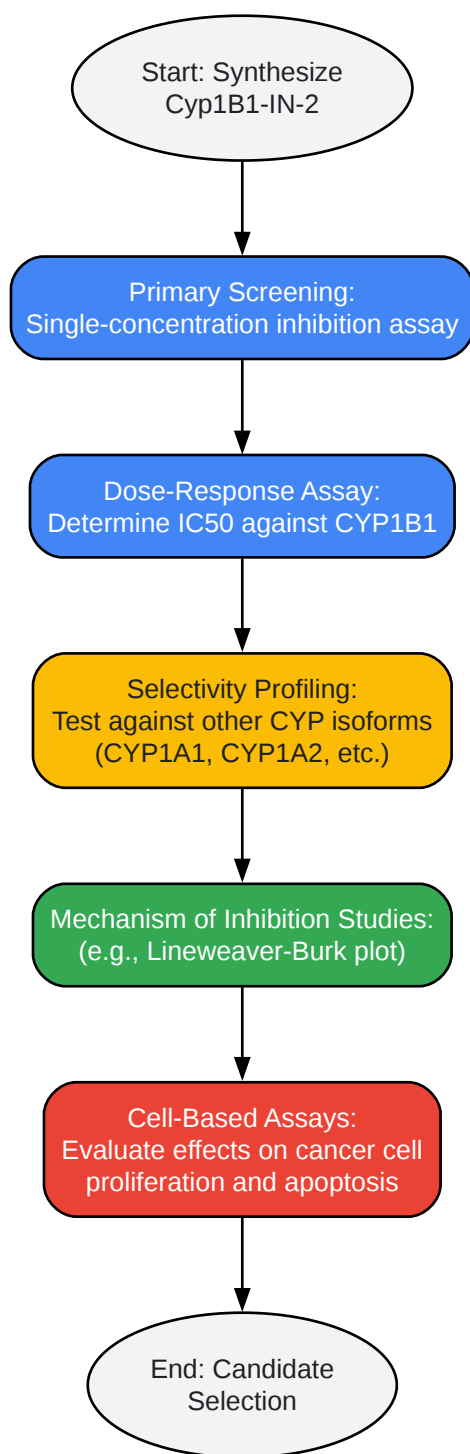 Start: Synthesize
Cyp1B1-IN-2
Primary Screening:
Single-concentration inhibition assay
Dose-Response Assay:
Determine IC50 against CYP1B1
Selectivity Profiling:
Test against other CYP isoforms
(CYP1A1, CYP1A2, etc.)
Mechanism of Inhibition Studies:
(e.g., Lineweaver-Burk plot)
Cell-Based Assays:
Evaluate effects on cancer cell
proliferation and apoptosis
End: Candidate
Selection